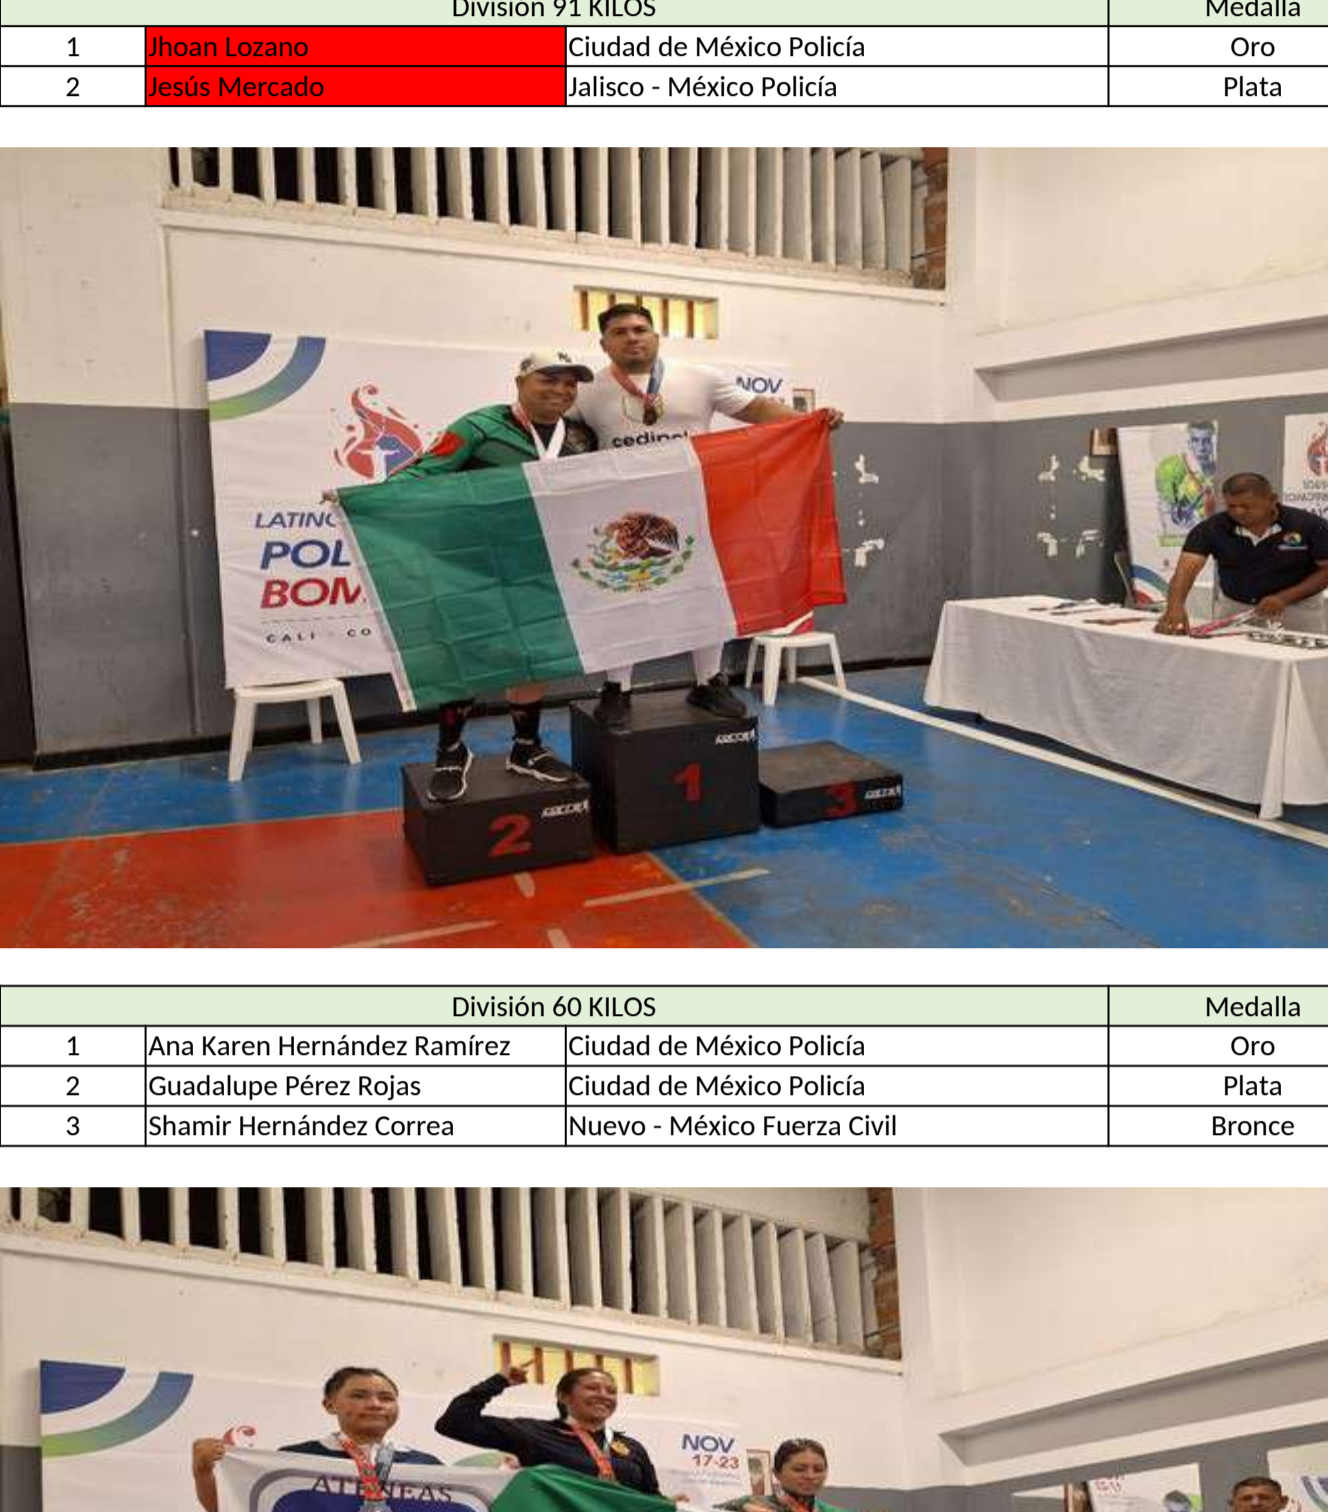 División 91 KILOS Medalla
1 Jhoan Lozano Ciudad de México Policía Oro
2 Jesús Mercado Jalisco - México Policía Plata
NOV
cedipol
LATINO
POL
BOM
CALI - CO
2
1
3
División 60 KILOS Medalla
1 Ana Karen Hernández Ramírez Ciudad de México Policía Oro
2 Guadalupe Pérez Rojas Ciudad de México Policía Plata
3 Shamir Hernández Correa Nuevo - México Fuerza Civil Bronce
NOV
17-23
ATENEAS